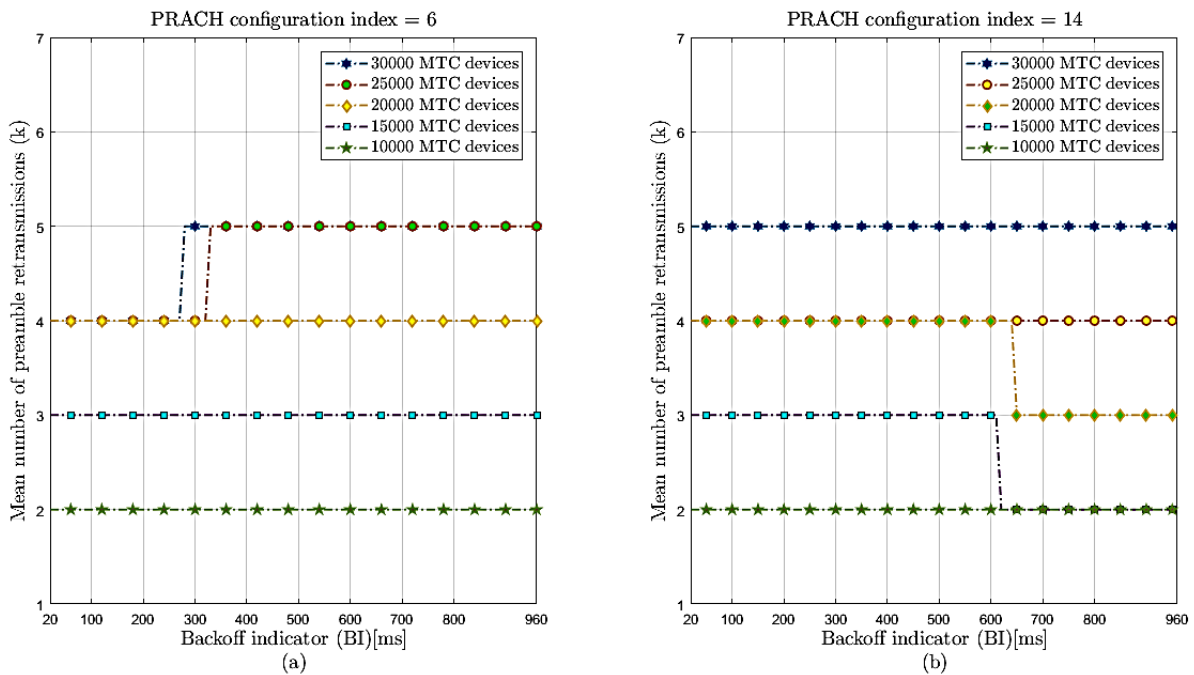 PRACH configuration index = 6
7
6
5
4
3
2
1
Mean number of preamble retransmissions (k)
30000 MTC devices
25000 MTC devices
20000 MTC devices
15000 MTC devices
10000 MTC devices
20 100 200 300 400 500 600 700 800 960
Backoff indicator (BI)[ms]
(a)
PRACH configuration index = 14
7
6
5
4
3
2
1
Mean number of preamble retransmissions (k)
30000 MTC devices
25000 MTC devices
20000 MTC devices
15000 MTC devices
10000 MTC devices
20 100 200 300 400 500 600 700 800 960
Backoff indicator (BI)[ms]
(b)